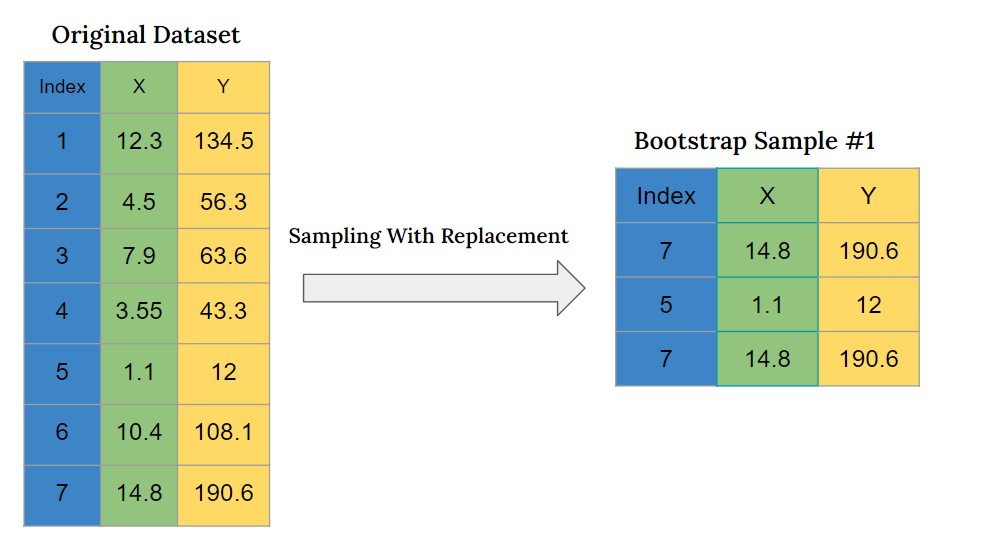 Original Dataset
Index X Y
1 12.3 134.5
2 4.5 56.3
3 7.9 63.6
4 3.55 43.3
5 1.1 12
6 10.4 108.1
7 14.8 190.6
Sampling With Replacement
Bootstrap Sample #1
Index X Y
7 14.8 190.6
5 1.1 12
7 14.8 190.6